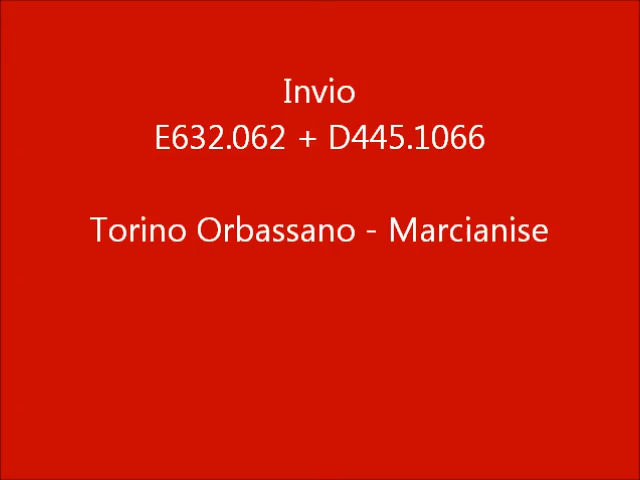 Invio
E632.062 + D445.1066
Torino Orbassano - Marcianise